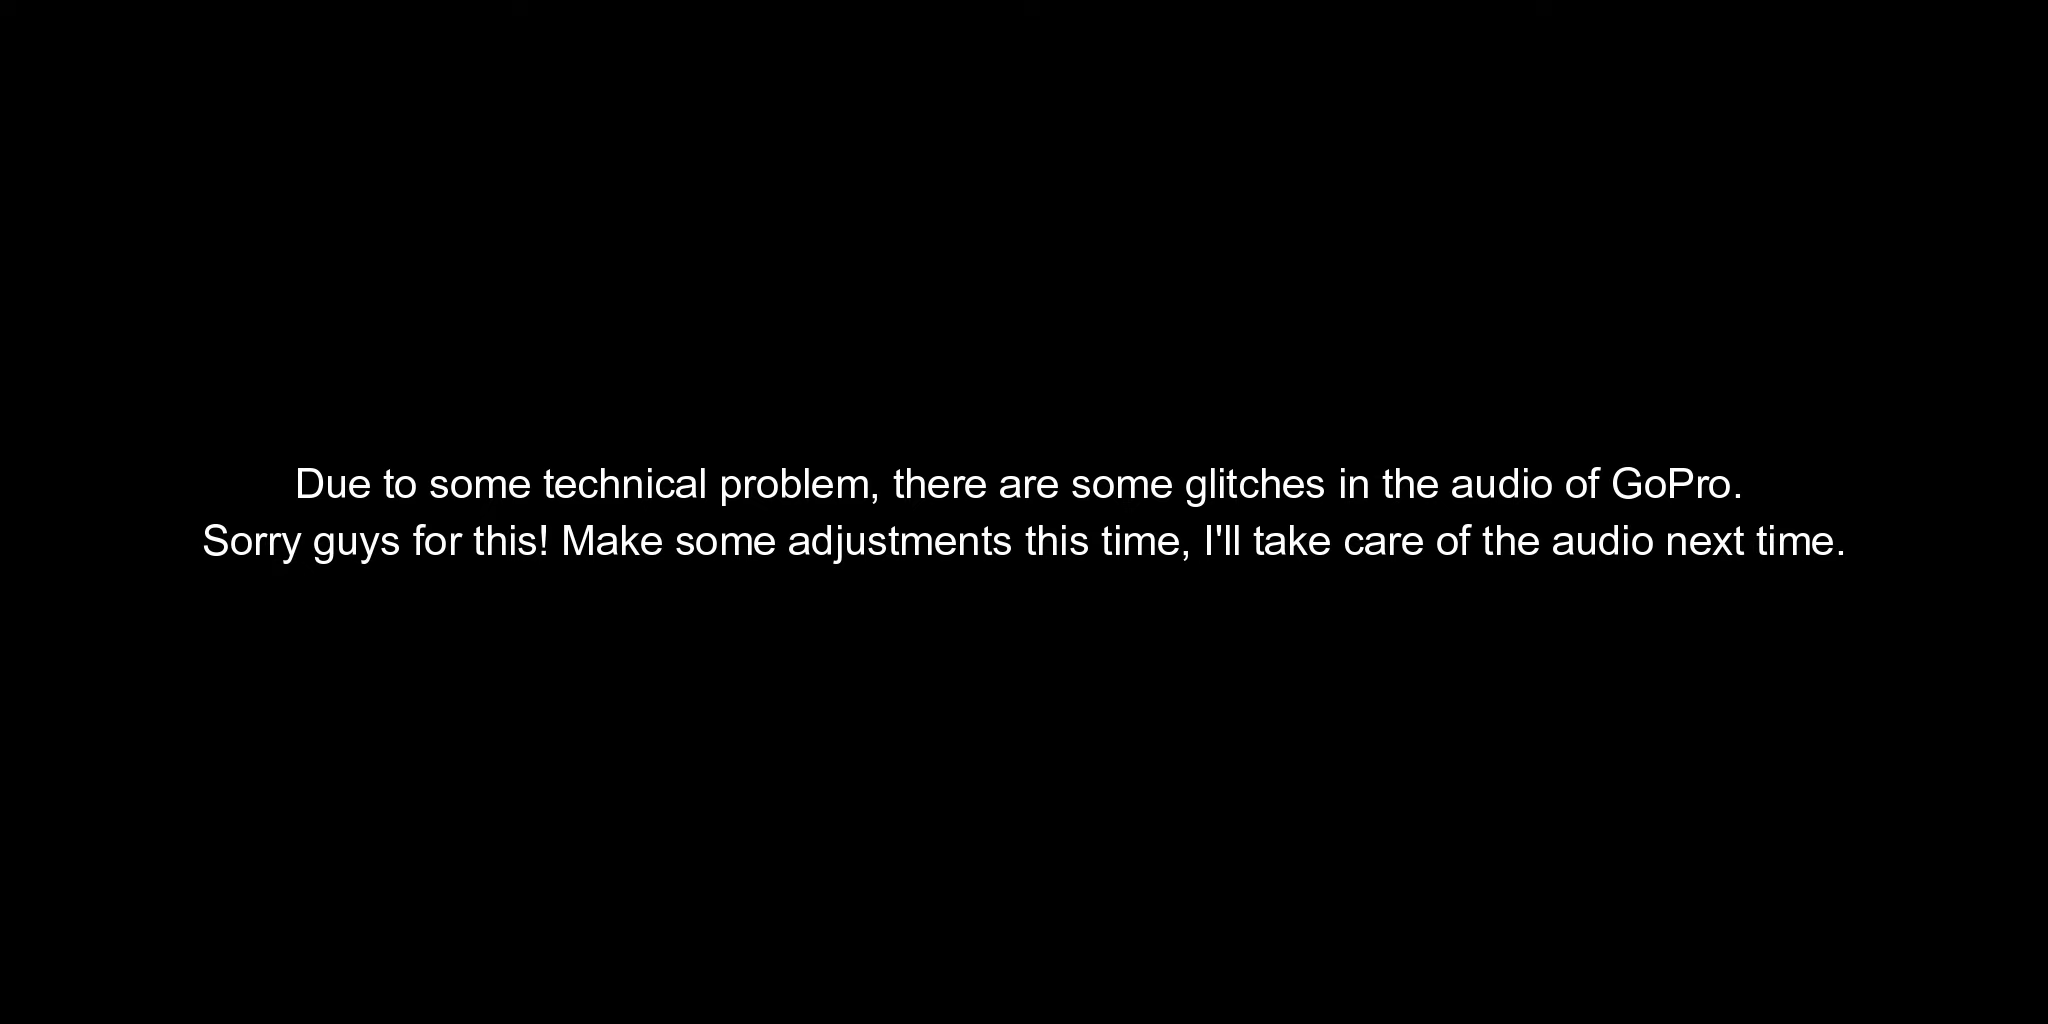 Due to some technical problem, there are some glitches in the audio of GoPro.
Sorry guys for this! Make some adjustments this time, I'll take care of the audio next time.